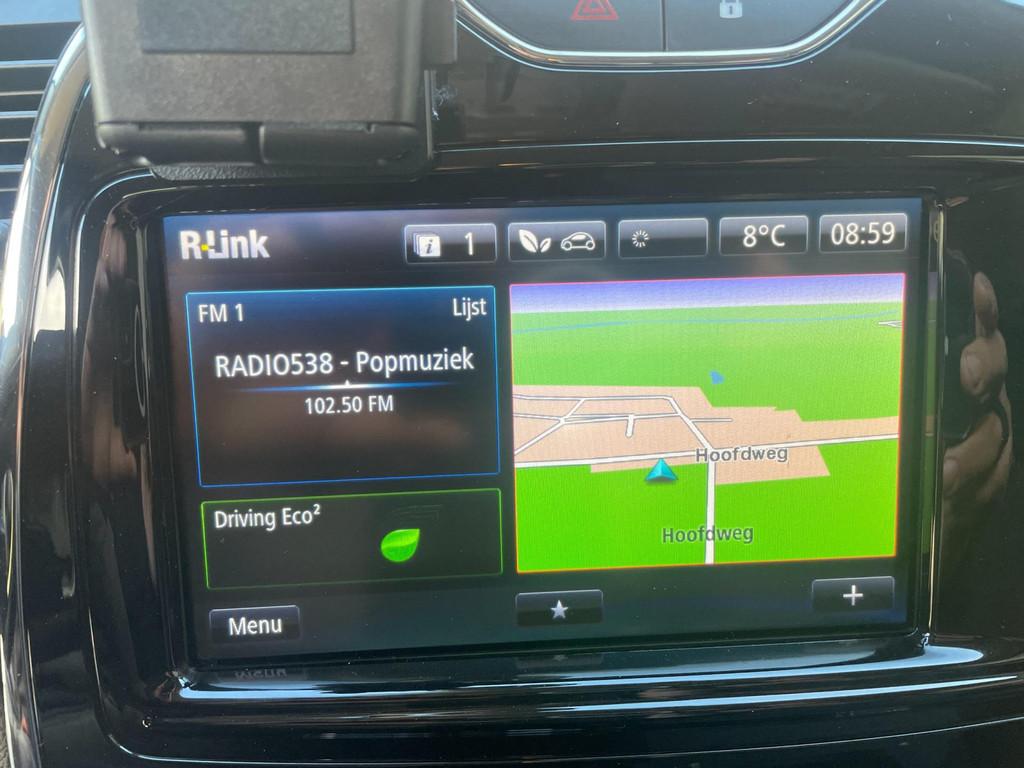 R-Link
1
8°C
08:59
FM 1
Lijst
RADIO538 - Popmuziek
102.50 FM
Hoofdweg
Driving Eco²
Hoofdweg
Menu
+